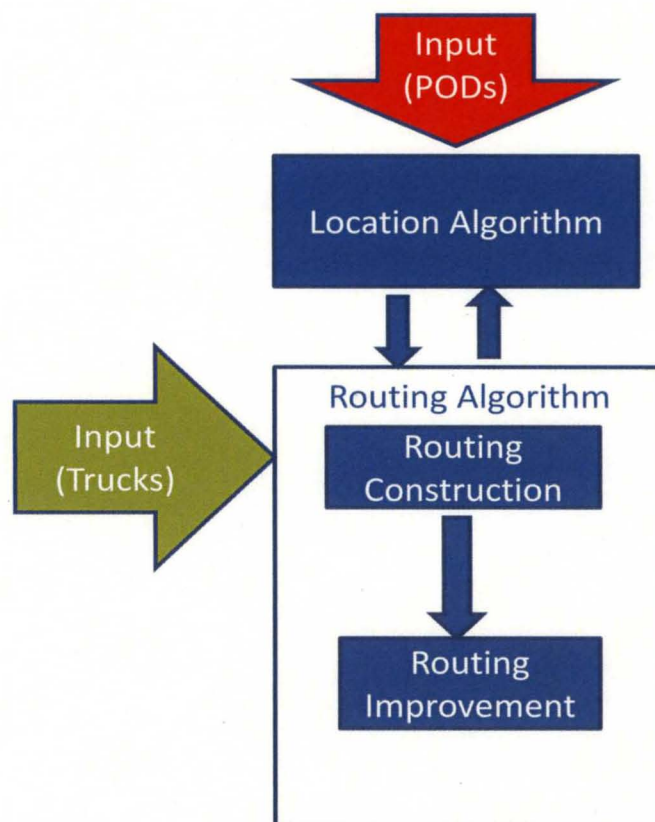 Input
(PODs)
Location Algorithm
Routing Algorithm
Input
(Trucks)
Routing
Construction
Routing
Improvement